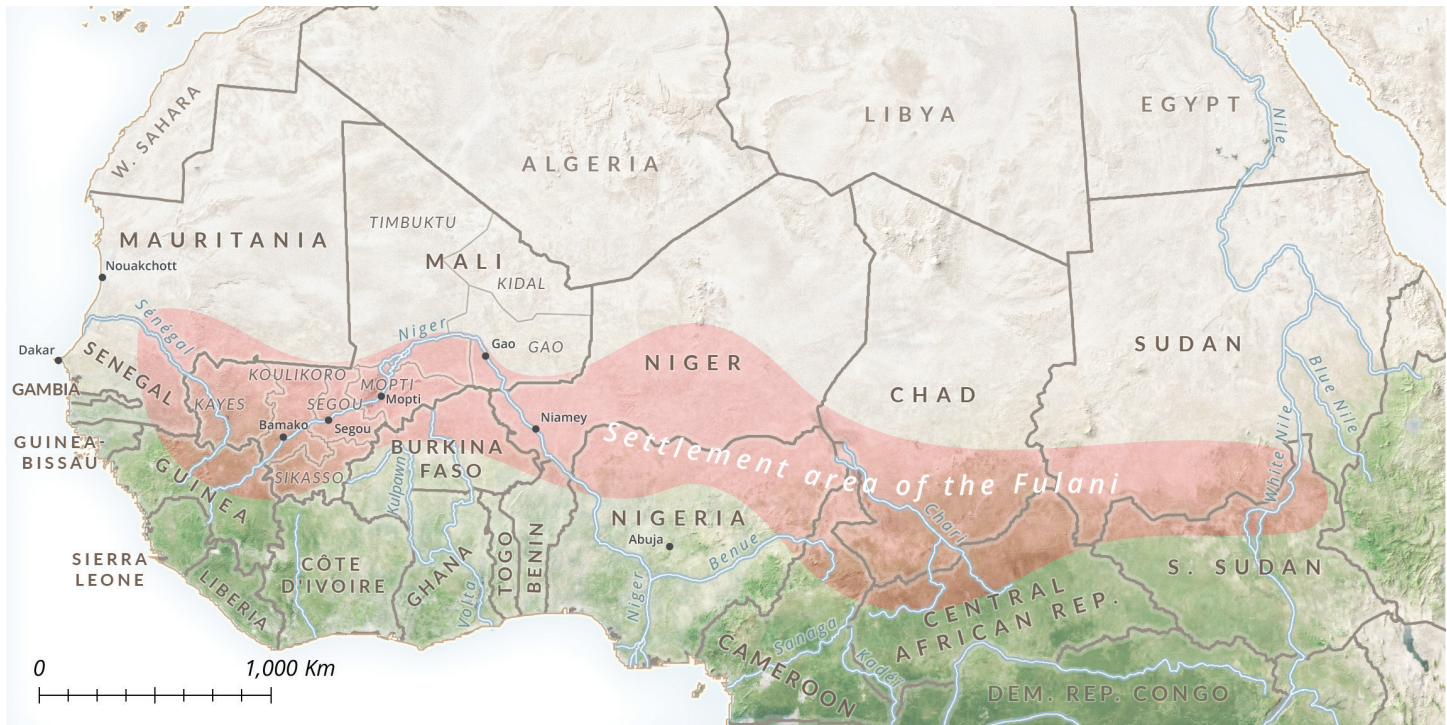 W. SAHARA
ALGERIA
LIBYA
EGYPT
Nile
TIMBUKTU
MAURITANIA
MALI
KIDAL
Nouakchott
Sénégal
Niger
Gao
GAO
NIGER
SUDAN
Dakar
SENEGAL
KOULIKORO
MOPTI
Mopti
CHAD
Blue Nile
GAMBIA
KAYES
SEGOU
Segou
Bamako
Niamey
White Nile
GUINEA-
BISSAU
BURKINA
FASO
Settlement area of the Fulani
GUINEA
SIKASSO
Kulpawn
NIGERIA
Abuja
Chari
SIERRA
LEONE
CÔTE
D'IVOIRE
GHANA
TOGO
BENIN
Benue
S. SUDAN
LIBERIA
Volta
Niger
CENTRAL
AFRICAN REP.
Sanaga
Kadéï
CAMEROON
DEM. REP. CONGO
0 1,000 Km